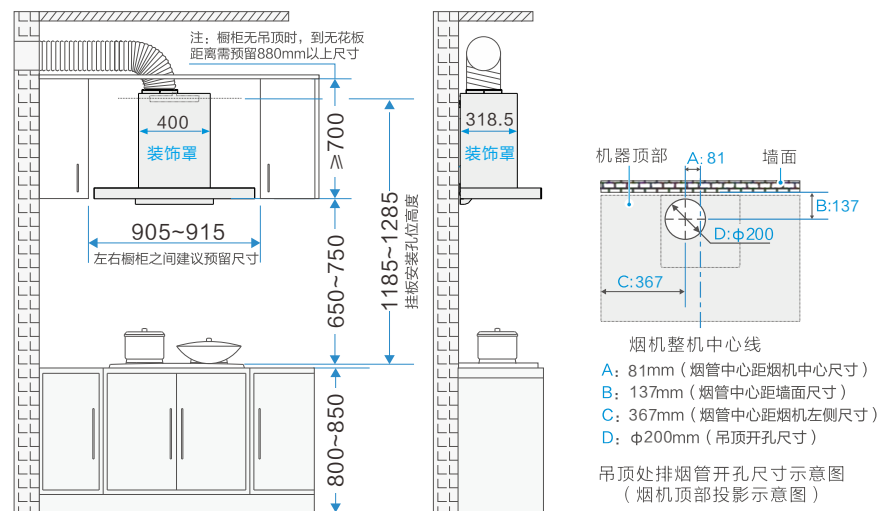 注：橱柜无吊顶时，到无花板
距离需预留880mm以上尺寸
400
装饰罩
≥700
905~915
左右橱柜之间建议预留尺寸
650~750
1185~1285
挂板安装孔位高度
800~850
318.5
装饰罩
机器顶部
A:81
墙面
B:137
D:φ200
C:367
烟机整机中心线
A：81mm（烟管中心距烟机中心尺寸）
B：137mm（烟管中心距墙面尺寸）
C：367mm（烟管中心距烟机左侧尺寸）
D：φ200mm（吊顶开孔尺寸）
吊顶处排烟管开孔尺寸示意图
（烟机顶部投影示意图）